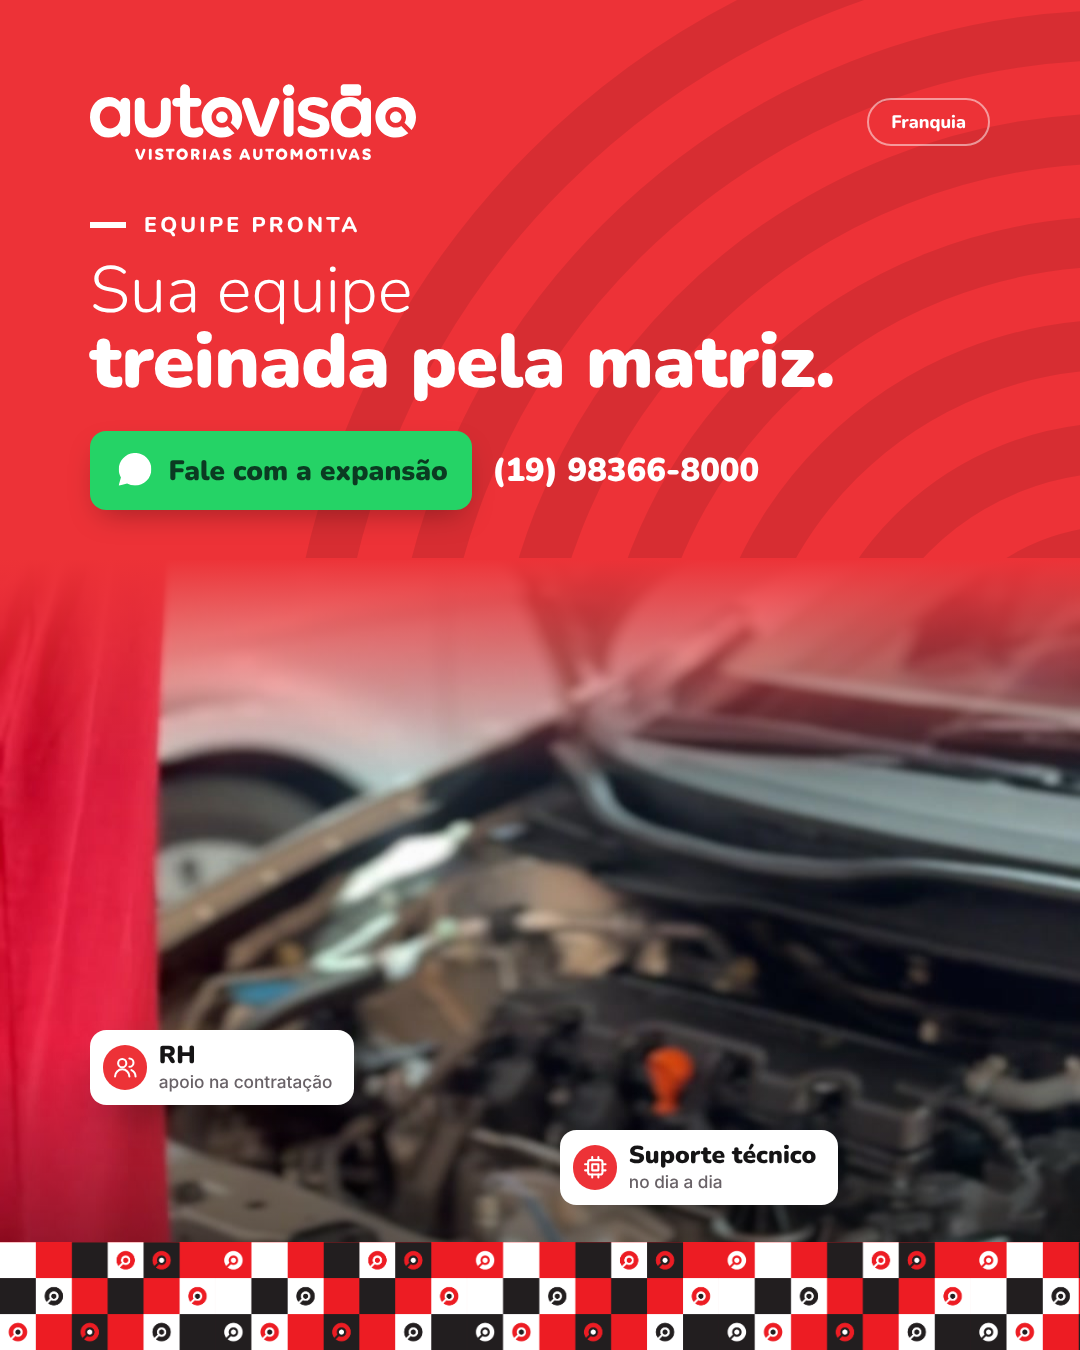 autovisão
VISTORIAS AUTOMOTIVAS
Franquia
EQUIPE PRONTA
Sua equipe
treinada pela matriz.
Fale com a expansão
(19) 98366-8000
RH
apoio na contratação
Suporte técnico
no dia a dia